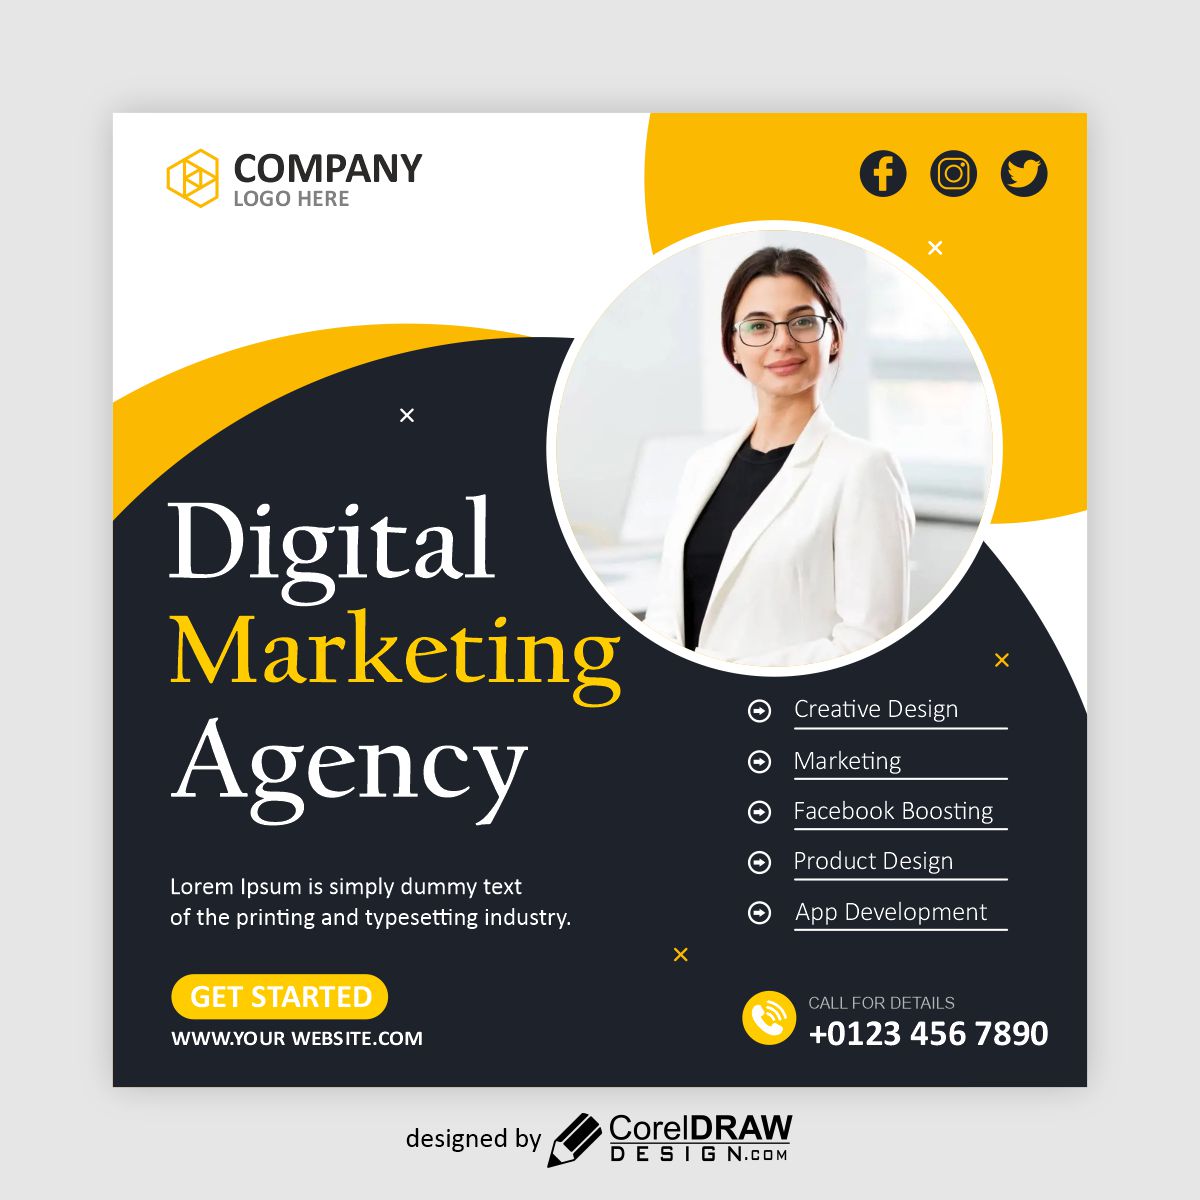 COMPANY
LOGO HERE
Digital
Marketing
Agency
Lorem Ipsum is simply dummy text
of the printing and typesetting industry.
GET STARTED
WWW.YOUR WEBSITE.COM
Creative Design
Marketing
Facebook Boosting
Product Design
App Development
CALL FOR DETAILS
+0123 456 7890
designed by CorelDRAW
DESIGN.COM